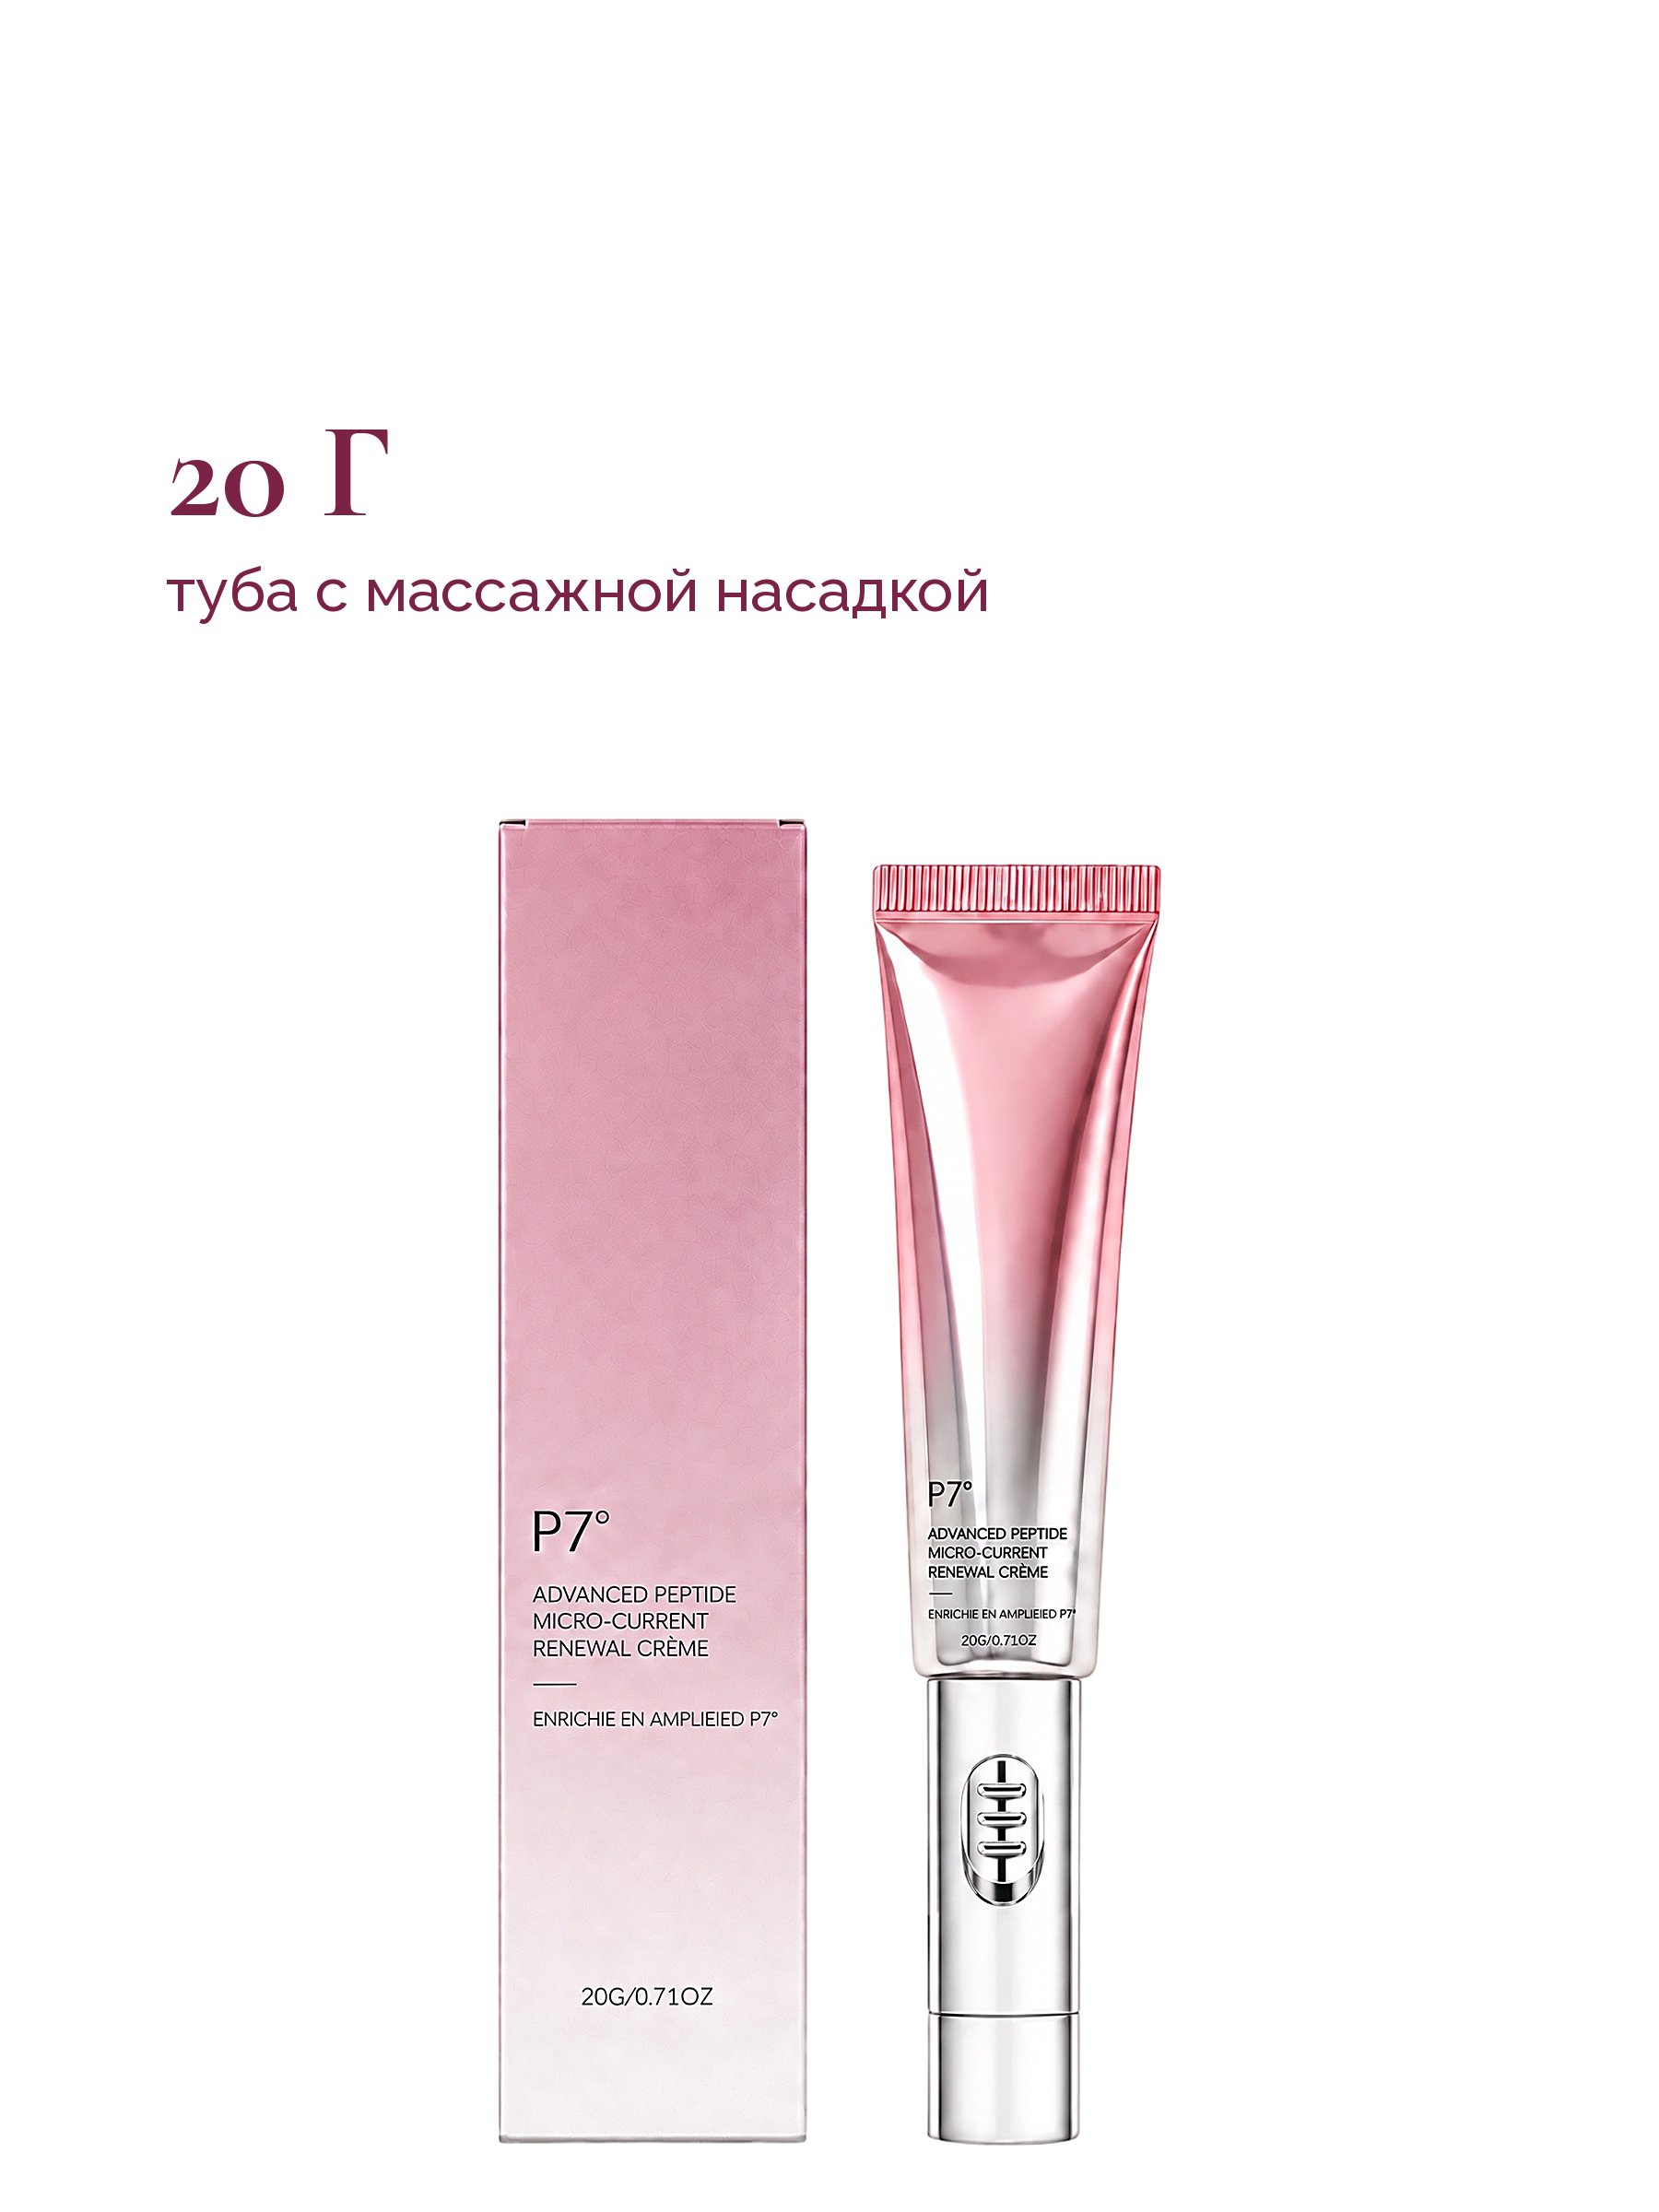 20 Г
туба с массажной насадкой
P7°
ADVANCED PEPTIDE
MICRO-CURRENT
RENEWAL CRÈME
ENRICHIE EN AMPLIEIED P7°
20G/0.71OZ
P7°
ADVANCED PEPTIDE
MICRO-CURRENT
RENEWAL CRÈME
ENRICHIE EN AMPLIEIED P7°
20G/0.71OZ